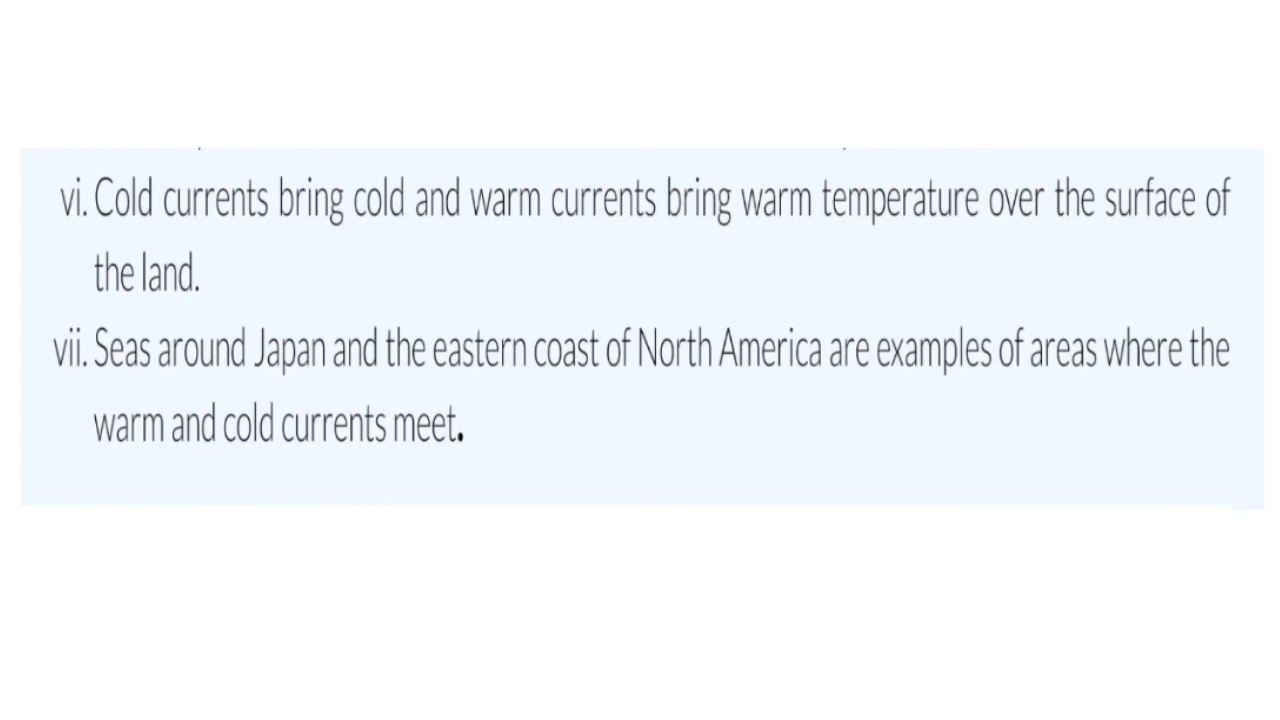 vi. Cold currents bring cold and warm currents bring warm temperature over the surface of
the land.
vii. Seas around Japan and the eastern coast of North America are examples of areas where the
warm and cold currents meet.